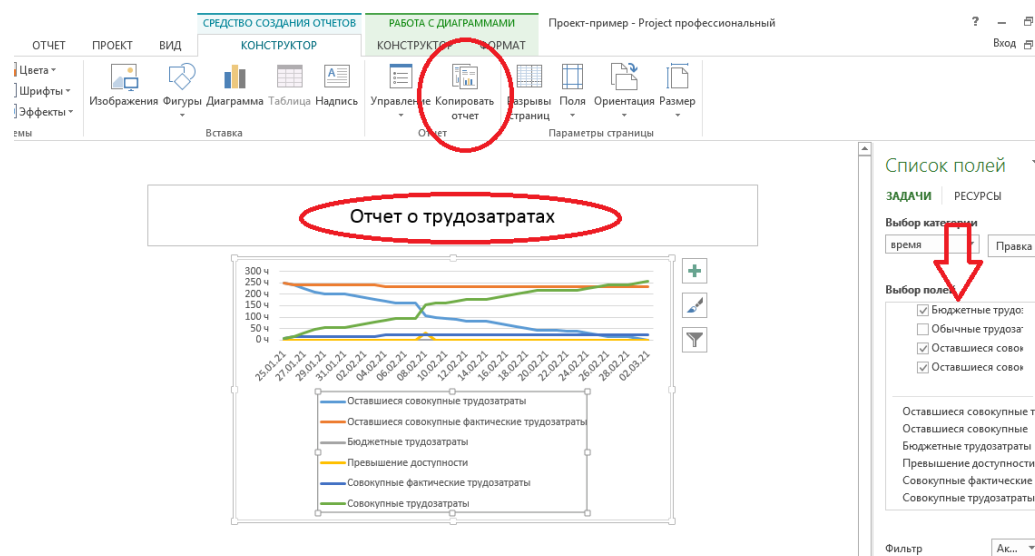 СРЕДСТВО СОЗДАНИЯ ОТЧЕТОВ РАБОТА С ДИАГРАММАМИ Проект-пример - Project профессиональный ?
ОТЧЕТ ПРОЕКТ ВИД КОНСТРУКТОР КОНСТРУКТОР ФОРМАТ Вход
Цвета
Шрифты
Эффекты
Изображения Фигуры Диаграмма Таблица Надпись Управление Копировать отчет Разрывы страниц Поля Ориентация Размер
емы Вставка Отчет Параметры страницы
Отчет о трудозатратах
300 ч
250 ч
200 ч
150 ч
100 ч
50 ч
0 ч
25.01.21 27.01.21 29.01.21 31.01.21 02.02.21 04.02.21 06.02.21 08.02.21 10.02.21 12.02.21 14.02.21 16.02.21 18.02.21 20.02.21 22.02.21 24.02.21 26.02.21 28.02.21 02.03.21
Оставшиеся совокупные трудозатраты
Оставшиеся совокупные фактические трудозатраты
Бюджетные трудозатраты
Превышение доступности
Совокупные фактические трудозатраты
Совокупные трудозатраты
Список полей
ЗАДАЧИ РЕСУРСЫ
Выбор категории
время Правка
Выбор полей
Бюджетные трудо
Обычные трудоза
Оставшиеся сово
Оставшиеся сово
Оставшиеся совокупные т
Оставшиеся совокупные
Бюджетные трудозатраты
Превышение доступности
Совокупные фактические
Совокупные трудозатраты
Фильтр Ак...